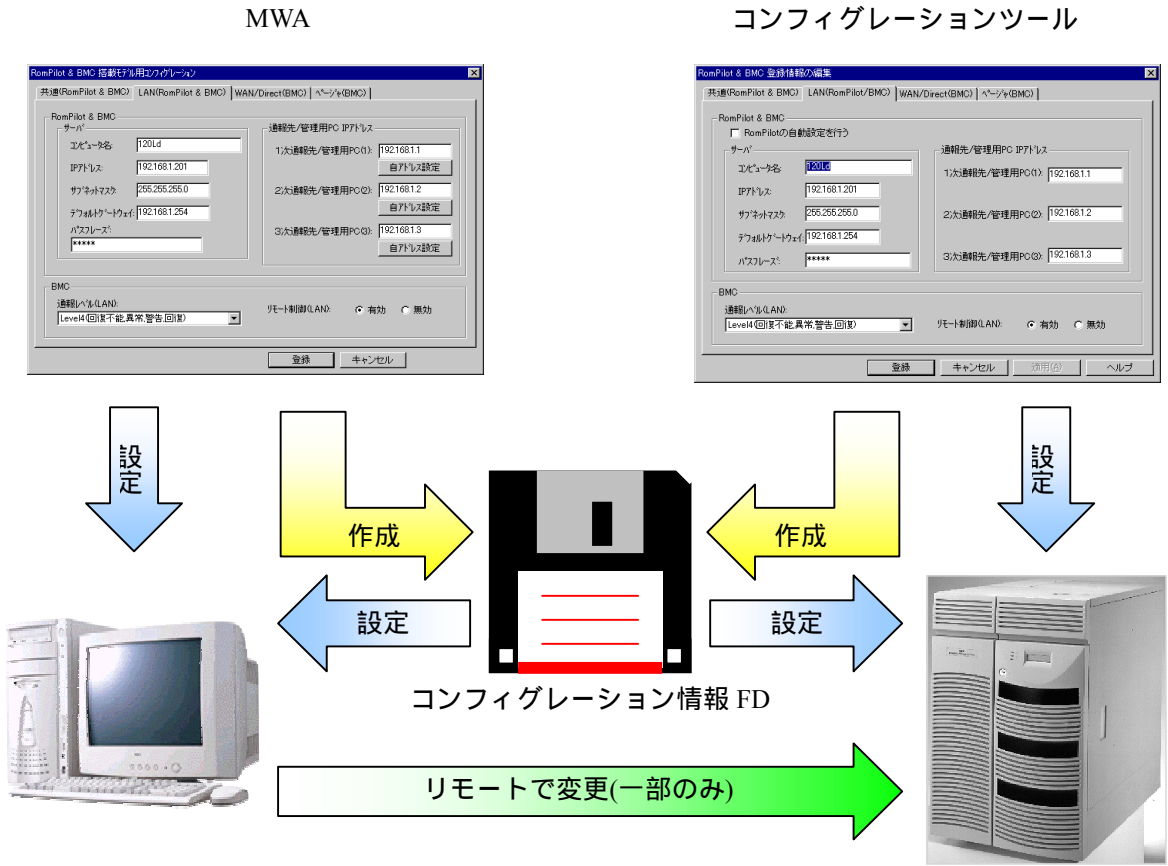 MWA
コンフィグレーションツール
RomPilot & BMC 搭載ﾓﾃﾞﾙ用ｺﾝﾌｨｸﾞﾚｰｼｮﾝ
共通(RomPilot & BMC)
LAN(RomPilot & BMC)
WAN/Direct(BMC)
ﾍﾟｰｼﾞｬ(BMC)
RomPilot & BMC
ｻｰﾊﾞ
ｺﾝﾋﾟｭｰﾀ名:
120Ld
IPｱﾄﾞﾚｽ:
192.168.1.201
ｻﾌﾞﾈｯﾄﾏｽｸ:
255.255.255.0
ﾃﾞﾌｫﾙﾄｹﾞｰﾄｳｪｲ:
192.168.1.254
ﾊﾟｽﾌﾚｰｽﾞ:
*****
通報先/管理用PC IPｱﾄﾞﾚｽ
1次通報先/管理用PC(1):
192.168.1.1
自ｱﾄﾞﾚｽ設定
2次通報先/管理用PC(2):
192.168.1.2
自ｱﾄﾞﾚｽ設定
3次通報先/管理用PC(3):
192.168.1.3
自ｱﾄﾞﾚｽ設定
BMC
通報ﾚﾍﾞﾙ(LAN):
Level4(回復不能,異常,警告,回復)
ﾘﾓｰﾄ制御(LAN):
有効
無効
登録
キャンセル
RomPilot & BMC 登録情報の編集
共通(RomPilot & BMC)
LAN(RomPilot/BMC)
WAN/Direct(BMC)
ﾍﾟｰｼﾞｬ(BMC)
RomPilot & BMC
RomPilotの自動設定を行う
ｻｰﾊﾞ
ｺﾝﾋﾟｭｰﾀ名:
120Ld
IPｱﾄﾞﾚｽ:
192.168.1.201
ｻﾌﾞﾈｯﾄﾏｽｸ:
255.255.255.0
ﾃﾞﾌｫﾙﾄｹﾞｰﾄｳｪｲ:
192.168.1.254
ﾊﾟｽﾌﾚｰｽﾞ:
*****
通報先/管理用PC IPｱﾄﾞﾚｽ
1次通報先/管理用PC(1):
192.168.1.1
2次通報先/管理用PC(2):
192.168.1.2
3次通報先/管理用PC(3):
192.168.1.3
BMC
通報ﾚﾍﾞﾙ(LAN):
Level4(回復不能,異常,警告,回復)
ﾘﾓｰﾄ制御(LAN):
有効
無効
登録
キャンセル
適用(A)
ヘルプ
設定
作成
作成
設定
設定
設定
コンフィグレーション情報 FD
リモートで変更(一部のみ)